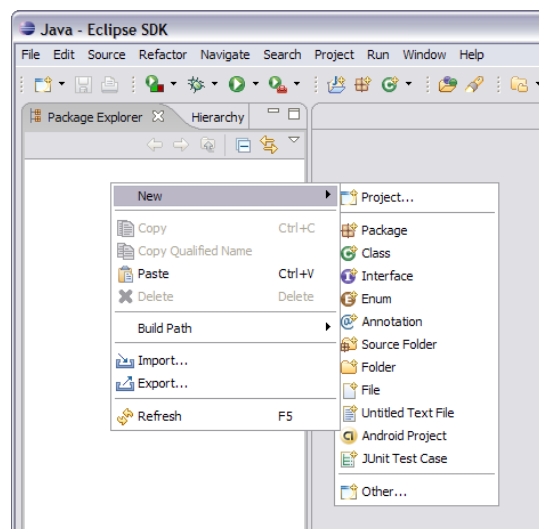 Java - Eclipse SDK
File Edit Source Refactor Navigate Search Project Run Window Help
Package Explorer Hierarchy
New
Copy Ctrl+C
Copy Qualified Name
Paste Ctrl+V
Delete Delete
Build Path
Import...
Export...
Refresh F5
Project...
Package
Class
Interface
Enum
Annotation
Source Folder
Folder
File
Untitled Text File
Android Project
JUnit Test Case
Other...